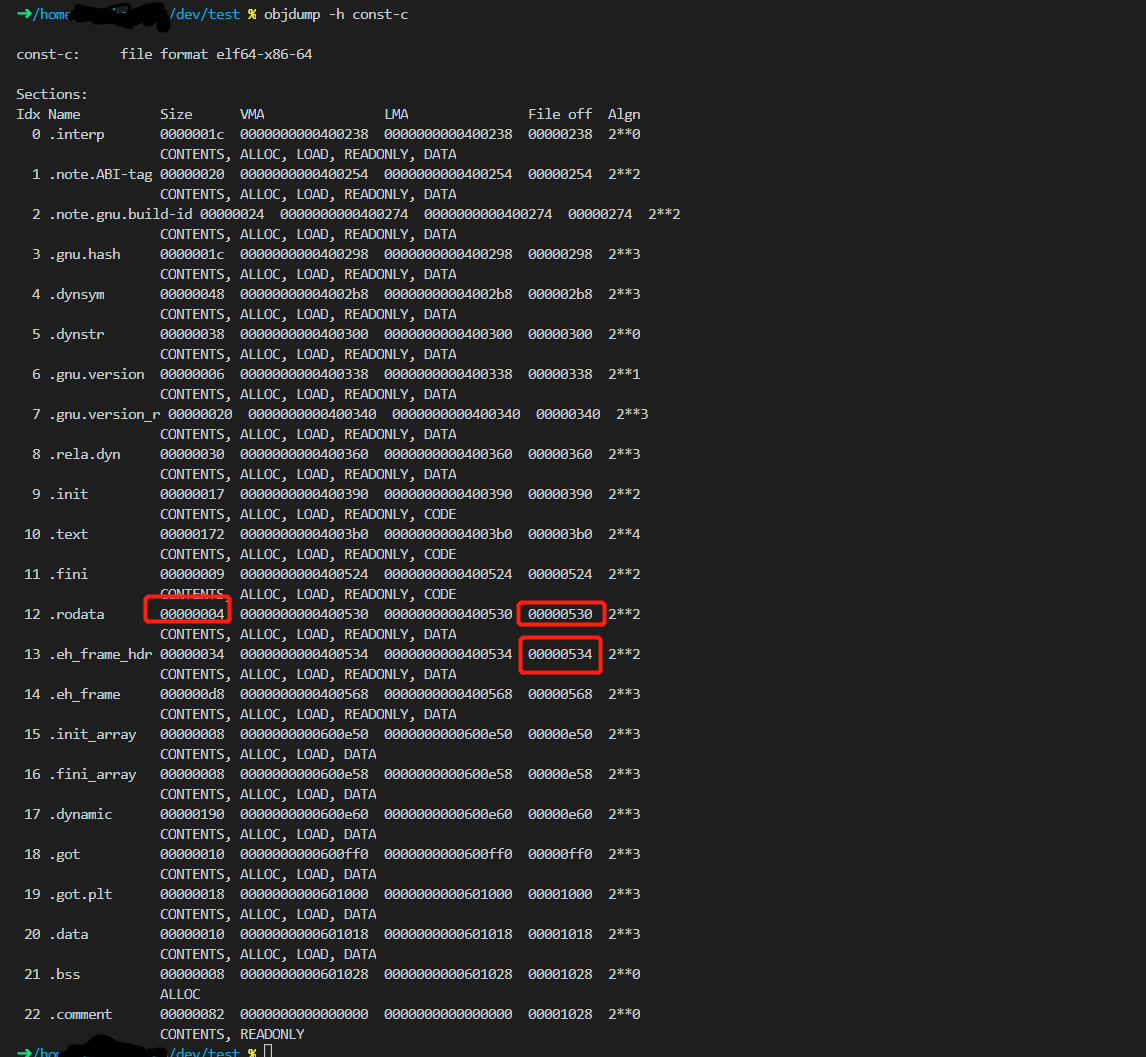 ➜/home /dev/test % objdump -h const-c
const-c:     file format elf64-x86-64
Sections:
Idx Name          Size      VMA               LMA               File off  Algn
  0 .interp       0000001c  0000000000400238  0000000000400238  00000238  2**0
                  CONTENTS, ALLOC, LOAD, READONLY, DATA
  1 .note.ABI-tag 00000020  0000000000400254  0000000000400254  00000254  2**2
                  CONTENTS, ALLOC, LOAD, READONLY, DATA
  2 .note.gnu.build-id 00000024  0000000000400274  0000000000400274  00000274  2**2
                  CONTENTS, ALLOC, LOAD, READONLY, DATA
  3 .gnu.hash     0000001c  0000000000400298  0000000000400298  00000298  2**3
                  CONTENTS, ALLOC, LOAD, READONLY, DATA
  4 .dynsym       00000048  00000000004002b8  00000000004002b8  000002b8  2**3
                  CONTENTS, ALLOC, LOAD, READONLY, DATA
  5 .dynstr       00000038  0000000000400300  0000000000400300  00000300  2**0
                  CONTENTS, ALLOC, LOAD, READONLY, DATA
  6 .gnu.version  00000006  0000000000400338  0000000000400338  00000338  2**1
                  CONTENTS, ALLOC, LOAD, READONLY, DATA
  7 .gnu.version_r 00000020  0000000000400340  0000000000400340  00000340  2**3
                  CONTENTS, ALLOC, LOAD, READONLY, DATA
  8 .rela.dyn     00000030  0000000000400360  0000000000400360  00000360  2**3
                  CONTENTS, ALLOC, LOAD, READONLY, DATA
  9 .init         00000017  0000000000400390  0000000000400390  00000390  2**2
                  CONTENTS, ALLOC, LOAD, READONLY, CODE
 10 .text         00000172  00000000004003b0  00000000004003b0  000003b0  2**4
                  CONTENTS, ALLOC, LOAD, READONLY, CODE
 11 .fini         00000009  0000000000400524  0000000000400524  00000524  2**2
                  CONTENTS, ALLOC, LOAD, READONLY, CODE
 12 .rodata       00000004  0000000000400530  0000000000400530  00000530  2**2
                  CONTENTS, ALLOC, LOAD, READONLY, DATA
 13 .eh_frame_hdr 00000034  0000000000400534  0000000000400534  00000534  2**2
                  CONTENTS, ALLOC, LOAD, READONLY, DATA
 14 .eh_frame     000000d8  0000000000400568  0000000000400568  00000568  2**3
                  CONTENTS, ALLOC, LOAD, READONLY, DATA
 15 .init_array   00000008  0000000000600e50  0000000000600e50  00000e50  2**3
                  CONTENTS, ALLOC, LOAD, DATA
 16 .fini_array   00000008  0000000000600e58  0000000000600e58  00000e58  2**3
                  CONTENTS, ALLOC, LOAD, DATA
 17 .dynamic      00000190  0000000000600e60  0000000000600e60  00000e60  2**3
                  CONTENTS, ALLOC, LOAD, DATA
 18 .got          00000010  0000000000600ff0  0000000000600ff0  00000ff0  2**3
                  CONTENTS, ALLOC, LOAD, DATA
 19 .got.plt      00000018  0000000000601000  0000000000601000  00001000  2**3
                  CONTENTS, ALLOC, LOAD, DATA
 20 .data         00000010  0000000000601018  0000000000601018  00001018  2**3
                  CONTENTS, ALLOC, LOAD, DATA
 21 .bss          00000008  0000000000601028  0000000000601028  00001028  2**0
                  ALLOC
 22 .comment      00000082  0000000000000000  0000000000000000  00001028  2**0
                  CONTENTS, READONLY
➜/hom /dev/test %